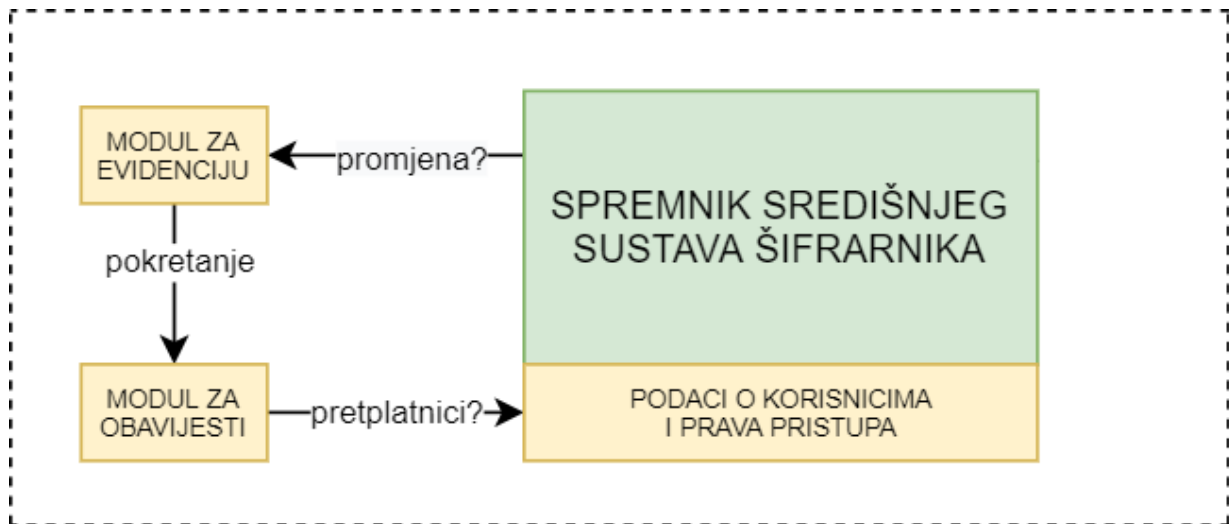 MODUL ZA
EVIDENCIJU
promjena?
SPREMNIK SREDIŠNJEG
SUSTAVA ŠIFRARNIKA
pokretanje
MODUL ZA
OBAVIJESTI
pretplatnici?
PODACI O KORISNICIMA
I PRAVA PRISTUPA